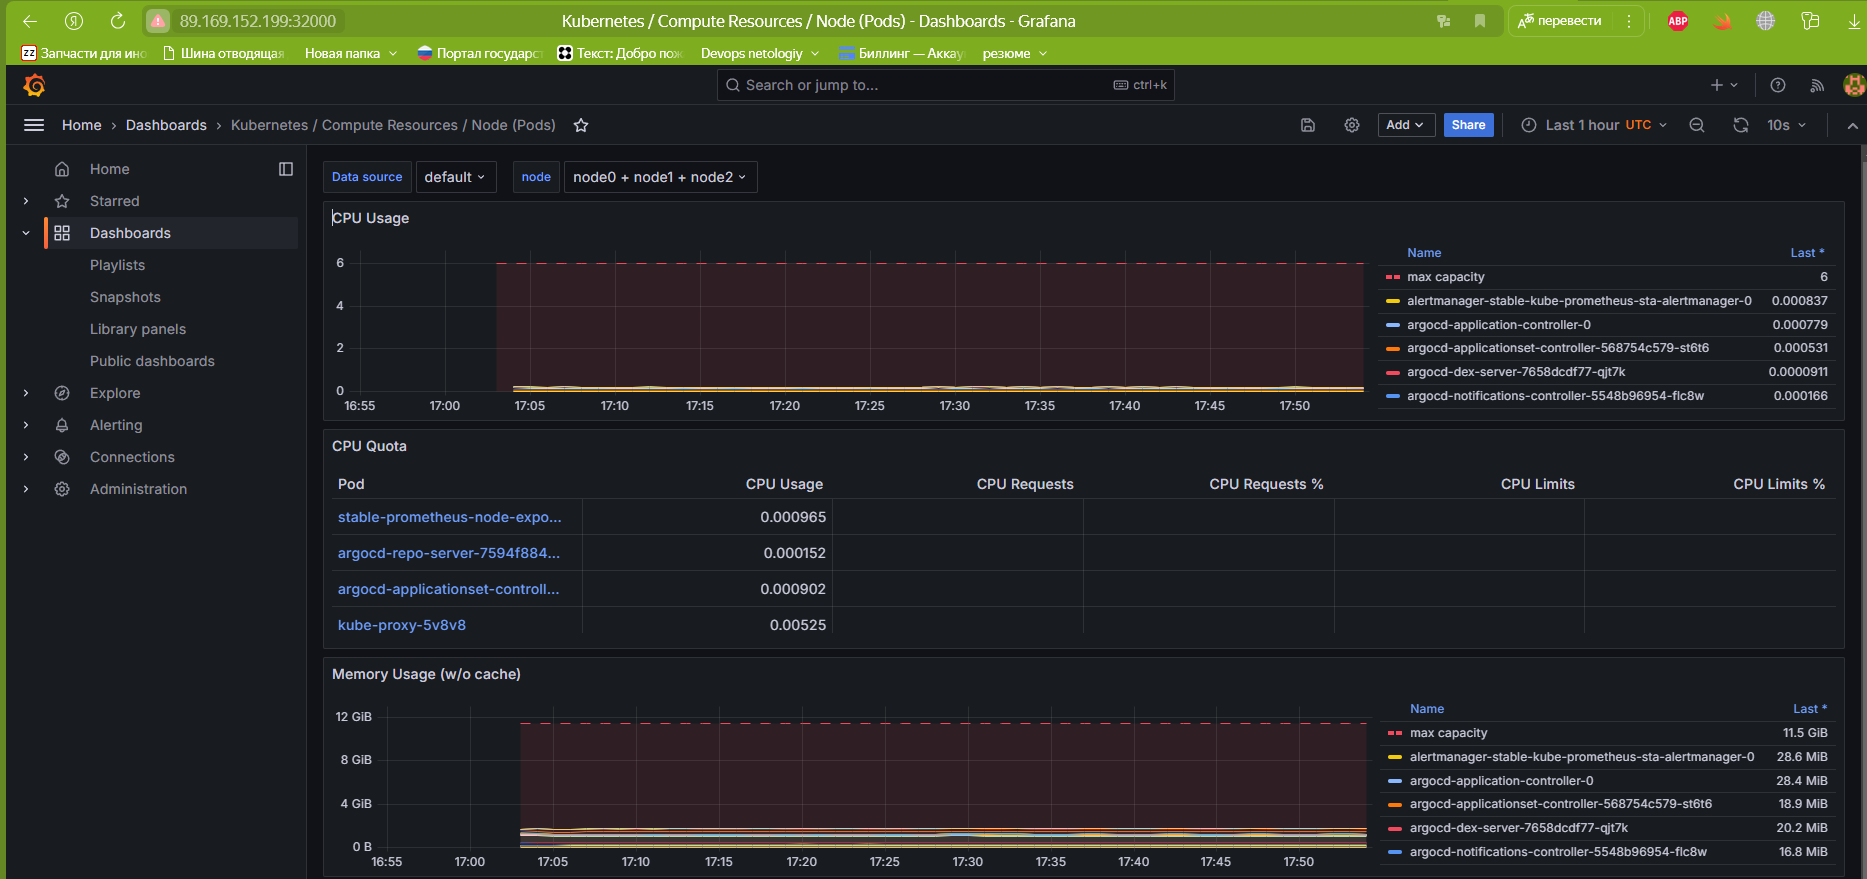 89.169.152.199:32000
Kubernetes / Compute Resources / Node (Pods) - Dashboards - Grafana
перевести
ABP
ZZ Запчасти для ино
Шина отводящая
Новая папка
Портал государст
Текст: Добро пож
Devops netologiy
Биллинг — Аккау
резюме
Search or jump to...
ctrl+k
Home › Dashboards › Kubernetes / Compute Resources / Node (Pods)
Add
Share
Last 1 hour UTC
10s
Home
Starred
Dashboards
Playlists
Snapshots
Library panels
Public dashboards
Explore
Alerting
Connections
Administration
Data source default
node node0 + node1 + node2
CPU Usage
6
4
2
0
16:55 17:00 17:05 17:10 17:15 17:20 17:25 17:30 17:35 17:40 17:45 17:50
Name Last *
max capacity 6
alertmanager-stable-kube-prometheus-sta-alertmanager-0 0.000837
argocd-application-controller-0 0.000779
argocd-applicationset-controller-568754c579-st6t6 0.000531
argocd-dex-server-7658dcdf77-qjt7k 0.0000911
argocd-notifications-controller-5548b96954-flc8w 0.000166
CPU Quota
Pod CPU Usage CPU Requests CPU Requests % CPU Limits CPU Limits %
stable-prometheus-node-expo... 0.000965
argocd-repo-server-7594f884... 0.000152
argocd-applicationset-controll... 0.000902
kube-proxy-5v8v8 0.00525
Memory Usage (w/o cache)
12 GiB
8 GiB
4 GiB
0 B
16:55 17:00 17:05 17:10 17:15 17:20 17:25 17:30 17:35 17:40 17:45 17:50
Name Last *
max capacity 11.5 GiB
alertmanager-stable-kube-prometheus-sta-alertmanager-0 28.6 MiB
argocd-application-controller-0 28.4 MiB
argocd-applicationset-controller-568754c579-st6t6 18.9 MiB
argocd-dex-server-7658dcdf77-qjt7k 20.2 MiB
argocd-notifications-controller-5548b96954-flc8w 16.8 MiB